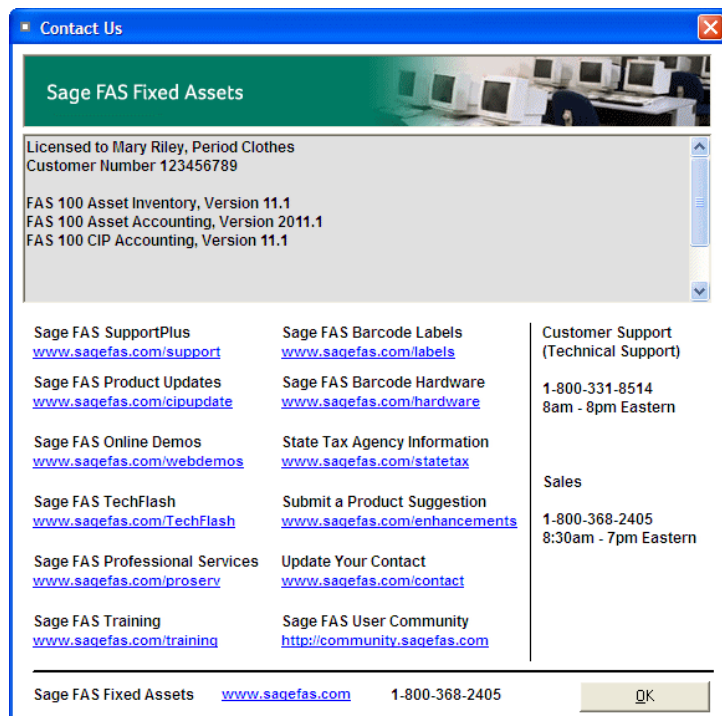 Contact Us
Sage FAS Fixed Assets
Licensed to Mary Riley, Period Clothes
Customer Number 123456789
FAS 100 Asset Inventory, Version 11.1
FAS 100 Asset Accounting, Version 2011.1
FAS 100 CIP Accounting, Version 11.1
Sage FAS SupportPlus
www.sagefas.com/support
Sage FAS Product Updates
www.sagefas.com/cipupdate
Sage FAS Online Demos
www.sagefas.com/webdemos
Sage FAS TechFlash
www.sagefas.com/TechFlash
Sage FAS Professional Services
www.sagefas.com/proserv
Sage FAS Training
www.sagefas.com/training
Sage FAS Barcode Labels
www.sagefas.com/labels
Sage FAS Barcode Hardware
www.sagefas.com/hardware
State Tax Agency Information
www.sagefas.com/statetax
Submit a Product Suggestion
www.sagefas.com/enhancements
Update Your Contact
www.sagefas.com/contact
Sage FAS User Community
http://community.sagefas.com
Customer Support
(Technical Support)
1-800-331-8514
8am - 8pm Eastern
Sales
1-800-368-2405
8:30am - 7pm Eastern
Sage FAS Fixed Assets www.sagefas.com 1-800-368-2405
OK